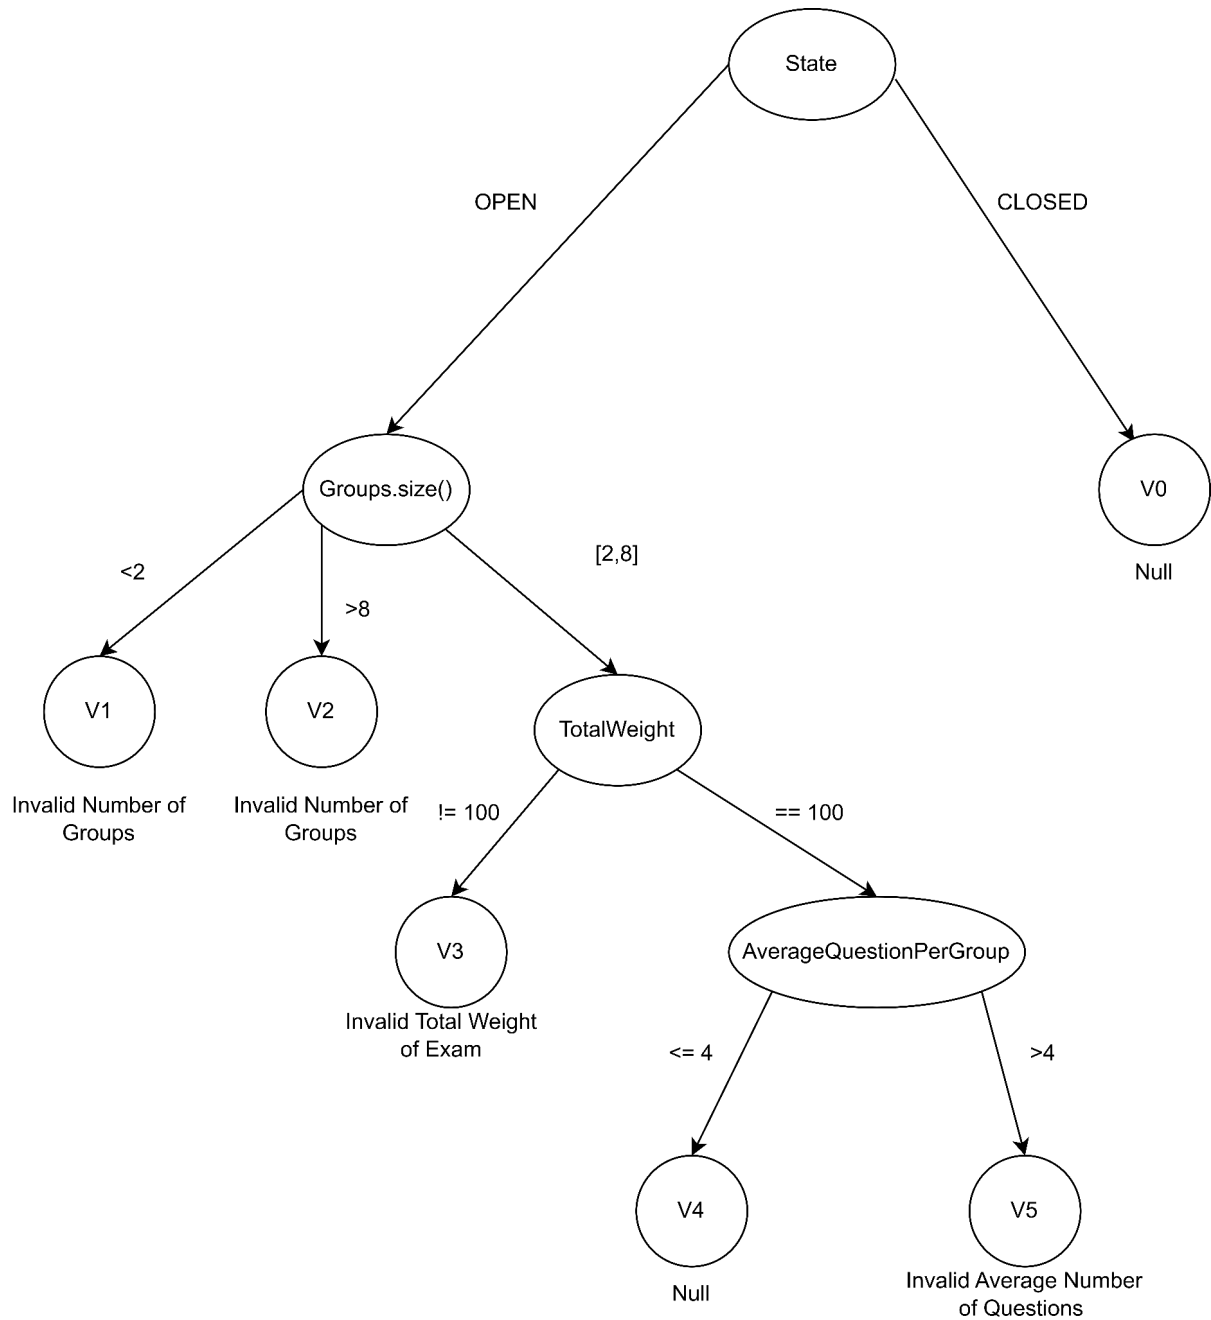 State
OPEN
CLOSED
Groups.size()
V0
Null
<2
>8
[2,8]
V1
V2
Invalid Number of
Groups
Invalid Number of
Groups
TotalWeight
!= 100
== 100
V3
Invalid Total Weight
of Exam
AverageQuestionPerGroup
<= 4
>4
V4
Null
V5
Invalid Average Number
of Questions